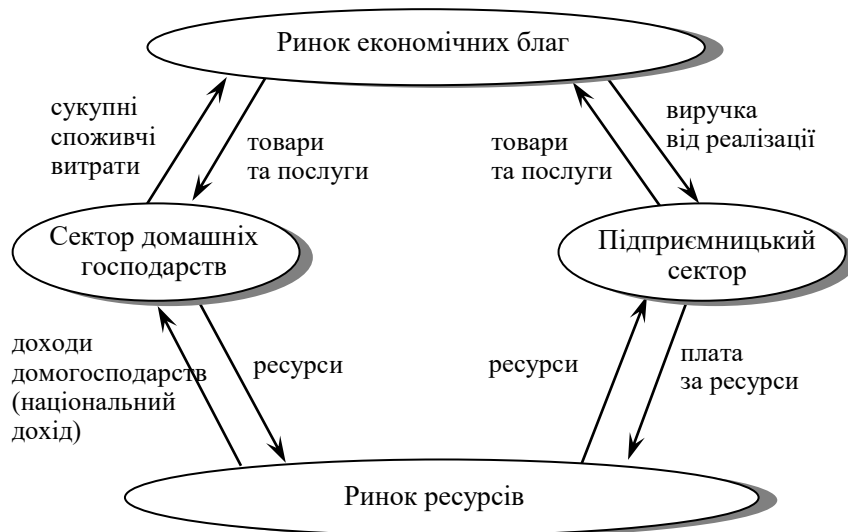 Ринок економічних благ
сукупні
споживчі
витрати
товари
та послуги
товари
та послуги
виручка
від реалізації
Сектор домашніх
господарств
Підприємницький
сектор
доходи
домогосподарств
(національний
дохід)
ресурси
ресурси
плата
за ресурси
Ринок ресурсів